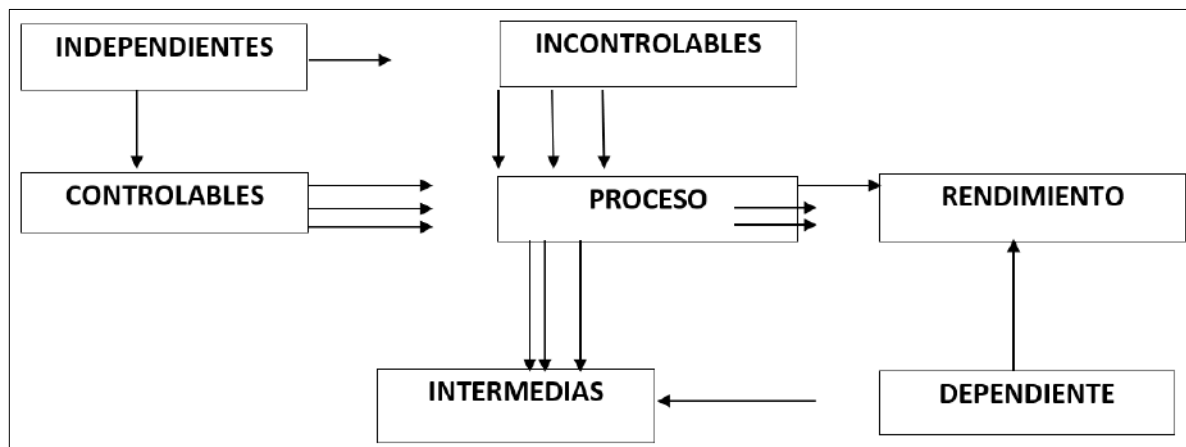 INDEPENDIENTES
INCONTROLABLES
CONTROLABLES
PROCESO
RENDIMIENTO
INTERMEDIAS
DEPENDIENTE